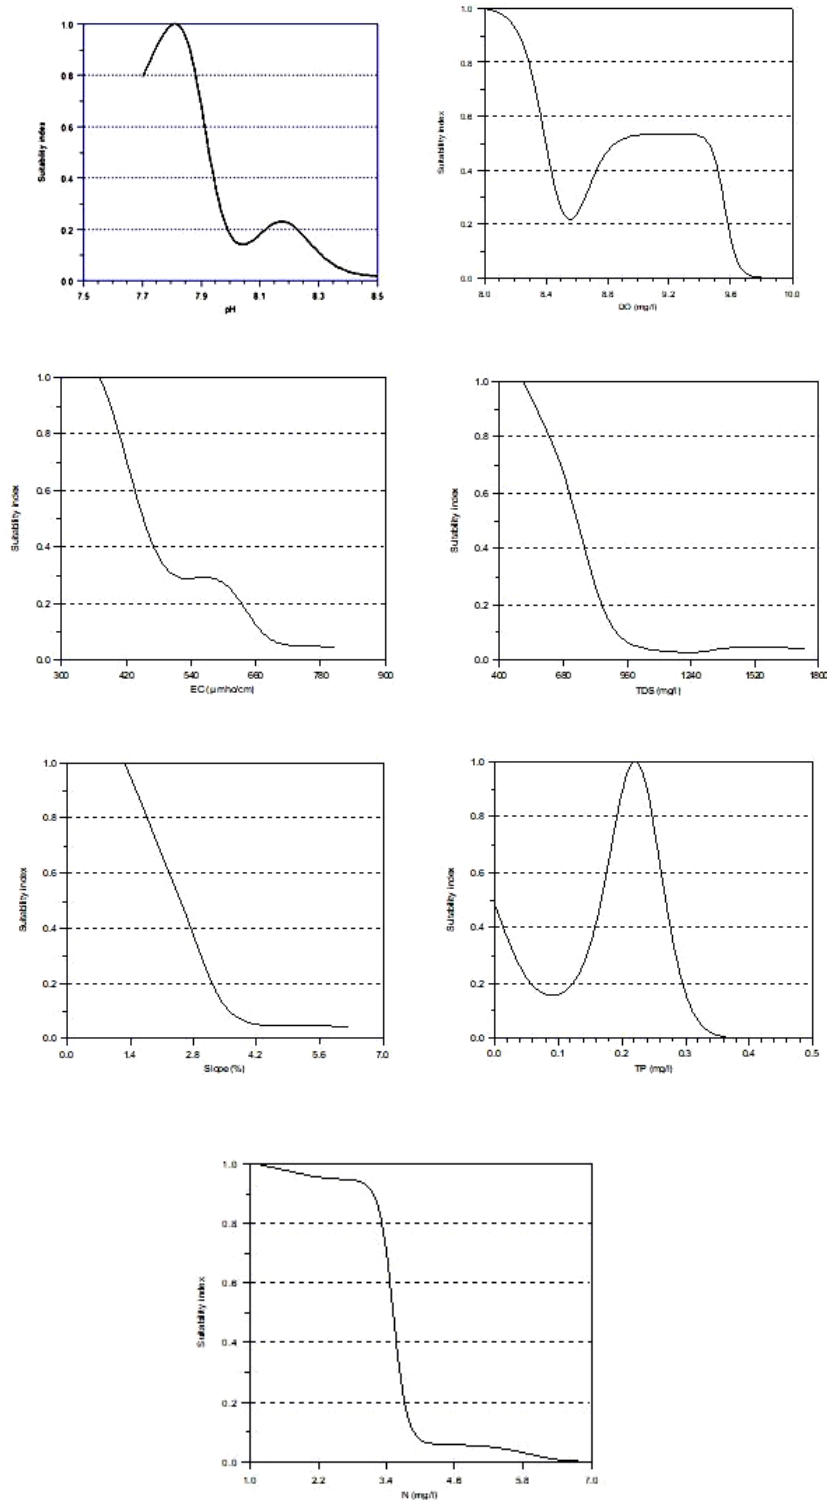 1.0
0.8
0.6
0.4
0.2
0.0
Suitability index
7.5 7.7 7.9 8.1 8.3 8.5
pH
1.0
0.8
0.6
0.4
0.2
0.0
Suitability index
8.0 8.4 8.8 9.2 9.6 10.0
DO (mg/l)
1.0
0.8
0.6
0.4
0.2
0.0
Suitability index
300 420 540 660 780 900
EC (µmho/cm)
1.0
0.8
0.6
0.4
0.2
0.0
Suitability index
400 680 960 1240 1520 1800
TDS (mg/l)
1.0
0.8
0.6
0.4
0.2
0.0
Suitability index
0.0 1.4 2.8 4.2 5.6 7.0
Slope (%)
1.0
0.8
0.6
0.4
0.2
0.0
Suitability index
0.0 0.1 0.2 0.3 0.4 0.5
TP (mg/l)
1.0
0.8
0.6
0.4
0.2
0.0
Suitability index
1.0 2.2 3.4 4.6 5.8 7.0
N (mg/l)